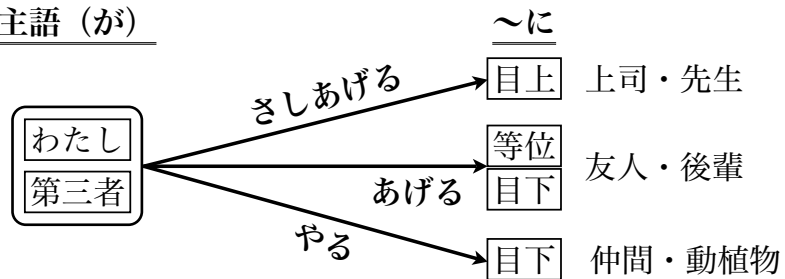 主語（が）
～に
さしあげる
目上 上司・先生
わたし
第三者
等位
目下
友人・後輩
あげる
やる
目下 仲間・動植物